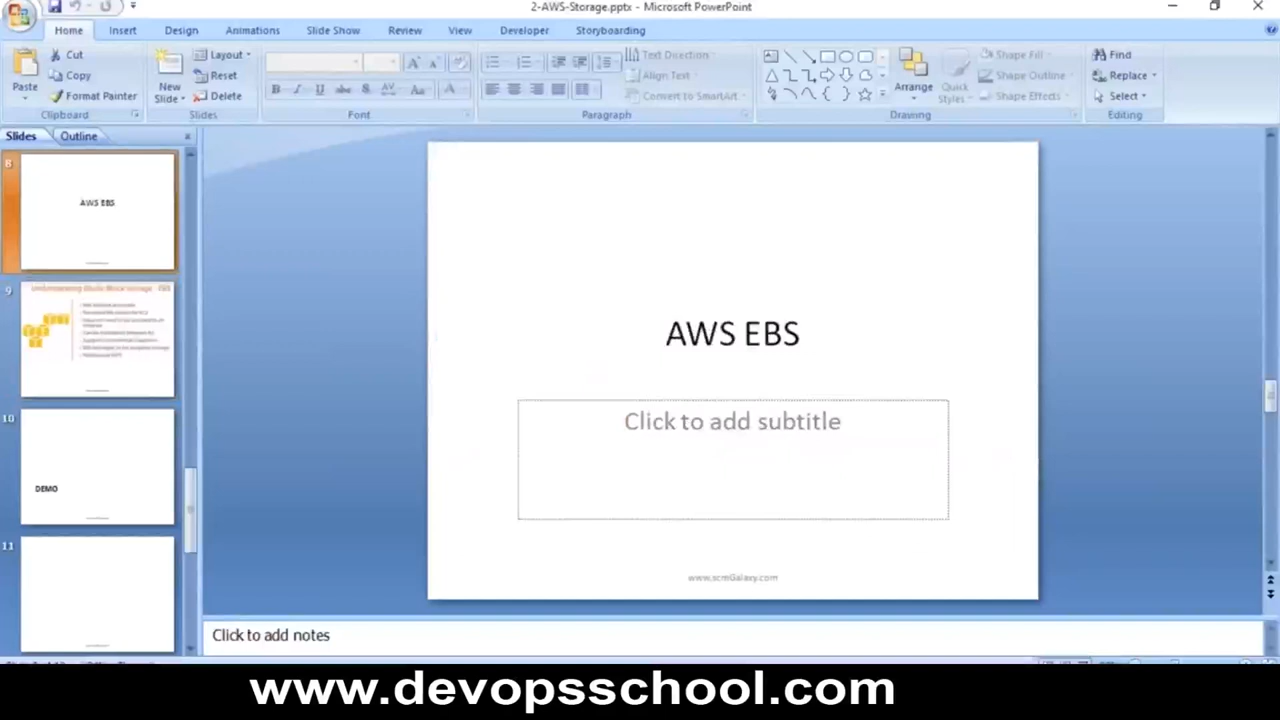 2-AWS-Storage.pptx - Microsoft PowerPoint
Home Insert Design Animations Slide Show Review View Developer Storyboarding
Paste
Cut
Copy
Format Painter
Clipboard
New
Slide
Layout
Reset
Delete
Slides
B I U abc S AV Aa A
Font
Text Direction
Align Text
Convert to SmartArt
Paragraph
Arrange
Quick
Styles
Shape Fill
Shape Outline
Shape Effects
Drawing
Find
Replace
Select
Editing
Slides Outline
8
AWS EBS
9
10
DEMO
11
AWS EBS
Click to add subtitle
www.scmGalaxy.com
Click to add notes
www.devopsschool.com